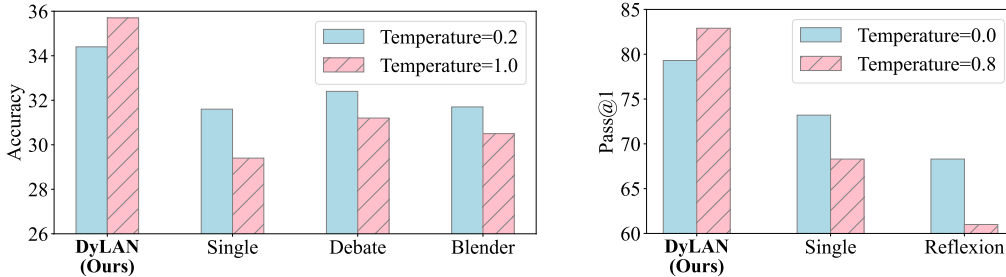 Accuracy
36
34
32
30
28
26
Temperature=0.2
Temperature=1.0
DyLAN
(Ours)
Single
Debate
Blender
Pass@1
85
80
75
70
65
60
Temperature=0.0
Temperature=0.8
DyLAN
(Ours)
Single
Reflexion